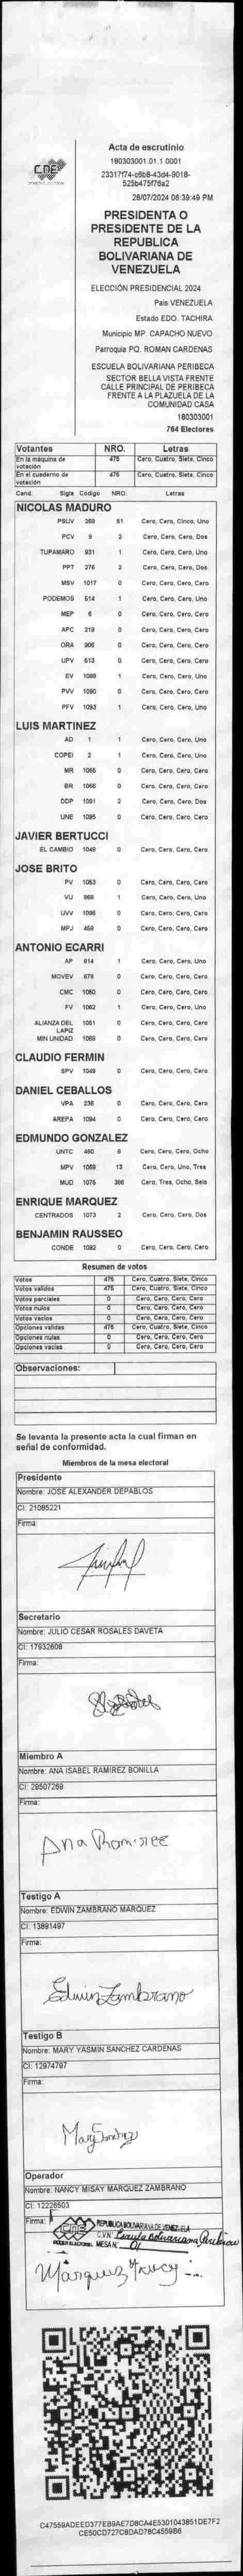 CNE
Acta de escrutinio
180303001.01.1.0001
525b475f76a2
28/07/2024 06:39:49 PM
PRESIDENTA O
PRESIDENTE DE LA
REPUBLICA
BOLIVARIANA DE
VENEZUELA
ELECCIÓN PRESIDENCIAL 2024
Pais VENEZUELA
Estado EDO. TACHIRA
Municipio MP. CAPACHO NUEVO
Parroquia PQ. ROMAN CARDENAS
ESCUELA BOLIVARIANA PERIBECA
SECTOR BELLA VISTA FRENTE
CALLE PRINCIPAL DE PERIBECA
FRENTE A LA PLAZUELA DE LA
COMUNIDAD CASA
180303001
764 Electores
Votantes NRO. Letras
En la máquina de votación 475 Cero, Cuatro, Siete, Cinco
En el cuaderno de votación 475 Cero, Cuatro, Siete, Cinco
Cand. Sigla Código NRO. Letras
NICOLAS MADURO
PSUV 269 51 Cero, Cero, Cinco, Uno
PCV 9 2 Cero, Cero, Cero, Dos
TUPAMARO 931 1 Cero, Cero, Cero, Uno
PPT 276 2 Cero, Cero, Cero, Dos
MSV 1017 0 Cero, Cero, Cero, Cero
PODEMOS 514 1 Cero, Cero, Cero, Uno
MEP 6 0 Cero, Cero, Cero, Cero
APC 219 0 Cero, Cero, Cero, Cero
ORA 906 0 Cero, Cero, Cero, Cero
UPV 513 0 Cero, Cero, Cero, Cero
EV 1089 1 Cero, Cero, Cero, Uno
PVV 1090 0 Cero, Cero, Cero, Cero
PFV 1093 1 Cero, Cero, Cero, Uno
LUIS MARTINEZ
AD 1 1 Cero, Cero, Cero, Uno
COPEI 2 1 Cero, Cero, Cero, Uno
MR 1065 0 Cero, Cero, Cero, Cero
BR 1066 0 Cero, Cero, Cero, Cero
DDP 1091 2 Cero, Cero, Cero, Dos
UNE 1095 0 Cero, Cero, Cero, Cero
JAVIER BERTUCCI
EL CAMBIO 1048 0 Cero, Cero, Cero, Cero
JOSE BRITO
PV 1053 0 Cero, Cero, Cero, Cero
VU 968 1 Cero, Cero, Cero, Uno
UVV 1096 0 Cero, Cero, Cero, Cero
MPJ 458 0 Cero, Cero, Cero, Cero
ANTONIO ECARRI
AP 814 1 Cero, Cero, Cero, Uno
MOVEV 979 0 Cero, Cero, Cero, Cero
CMC 1050 0 Cero, Cero, Cero, Cero
FV 1062 1 Cero, Cero, Cero, Uno
ALIANZA DEL LAPIZ 1051 0 Cero, Cero, Cero, Cero
MIN UNIDAD 1068 0 Cero, Cero, Cero, Cero
CLAUDIO FERMIN
SPV 1049 0 Cero, Cero, Cero, Cero
DANIEL CEBALLOS
VPA 236 0 Cero, Cero, Cero, Cero
AREPA 1094 0 Cero, Cero, Cero, Cero
EDMUNDO GONZALEZ
UNTC 460 8 Cero, Cero, Cero, Ocho
MPV 1069 13 Cero, Cero, Uno, Tres
MUD 1075 386 Cero, Tres, Ocho, Seis
ENRIQUE MARQUEZ
CENTRADOS 1073 2 Cero, Cero, Cero, Dos
BENJAMIN RAUSSEO
CONDE 1092 0 Cero, Cero, Cero, Cero
Resumen de votos
Votos 475 Cero, Cuatro, Siete, Cinco
Votos validos 475 Cero, Cuatro, Siete, Cinco
Votos parciales 0 Cero, Cero, Cero, Cero
Votos nulos 0 Cero, Cero, Cero, Cero
Votos vacios 0 Cero, Cero, Cero, Cero
Opciones validas 475 Cero, Cuatro, Siete, Cinco
Opciones nulas 0 Cero, Cero, Cero, Cero
Opciones vacias 0 Cero, Cero, Cero, Cero
Observaciones:
Se levanta la presente acta la cual firman en
señal de conformidad.
Miembros de la mesa electoral
Presidente
Nombre: JOSE ALEXANDER DEPABLOS
CI: 21085221
Firma:
Secretario
Nombre: JULIO CESAR ROSALES DAVETA
CI: 17932608
Firma:
Miembro A
Nombre: ANA ISABEL RAMIREZ BONILLA
CI: 29507269
Firma:
Ana Ramirez
Testigo A
Nombre: EDWIN ZAMBRANO MARQUEZ
CI: 13891497
Firma:
Edwin Zambrano
Testigo B
Nombre: MARY YASMIN SANCHEZ CARDENAS
CI: 12974797
Firma:
Mary Sanchez
Operador
Nombre: NANCY MISAY MARQUEZ ZAMBRANO
CI: 12226503
Firma:
CNE REPUBLICA BOLIVARIANA DE VENEZUELA
C.V.N°: Escuela Bolivariana Peribeca
PODER ELECTORAL MESA N°: 01
Márquez Nancy
C47559ADEED377EB9AE7D8CA4E5301043851DE7F2
CE50CD727C8DAD78C4559B6